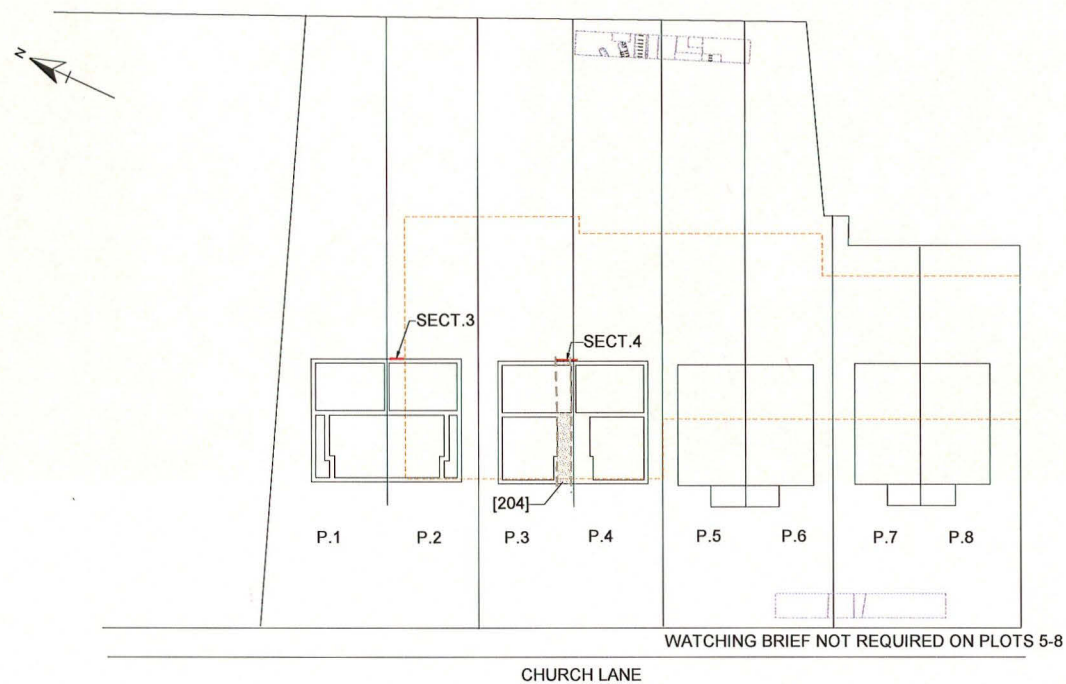 N
SECT.3
SECT.4
[204]
P.1 P.2 P.3 P.4 P.5 P.6 P.7 P.8
WATCHING BRIEF NOT REQUIRED ON PLOTS 5-8
CHURCH LANE